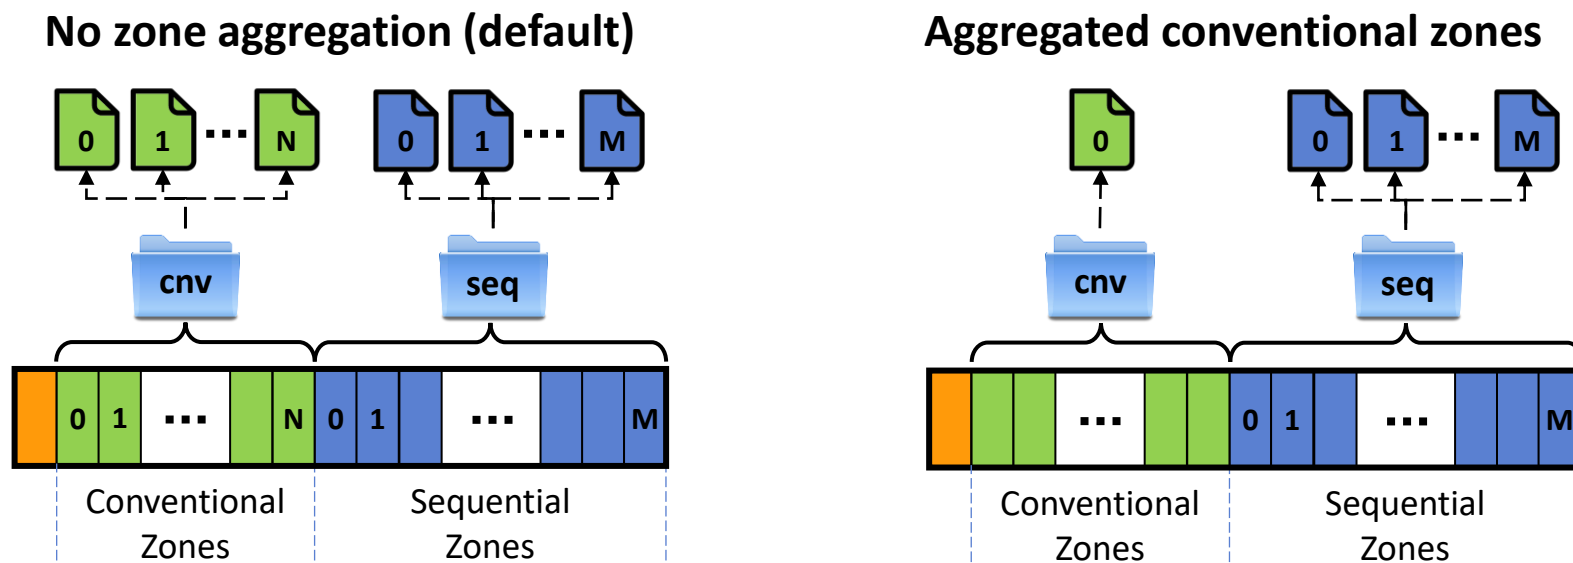 No zone aggregation (default)
0 1 ... N 0 1 ... M
cnv seq
0 1 ... N 0 1 ... M
Conventional Zones
Sequential Zones
Aggregated conventional zones
0 0 1 ... M
cnv seq
... 0 1 ... M
Conventional Zones
Sequential Zones